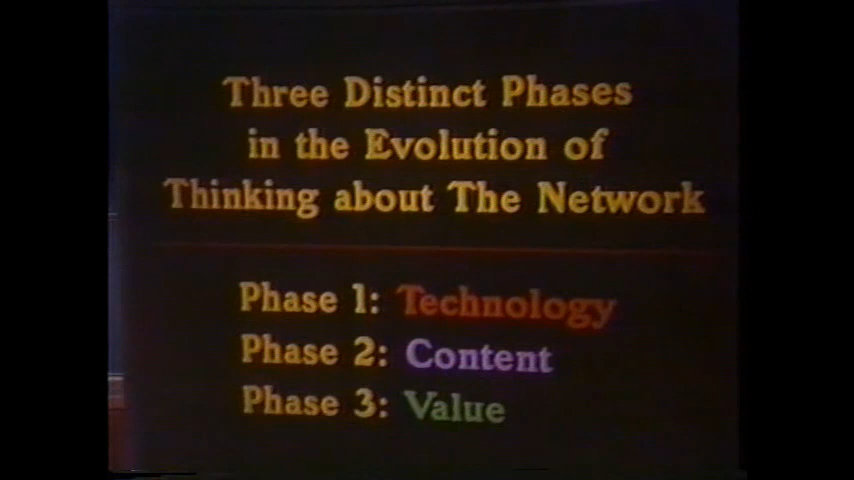 Three Distinct Phases
in the Evolution of
Thinking about The Network
Phase 1: Technology
Phase 2: Content
Phase 3: Value